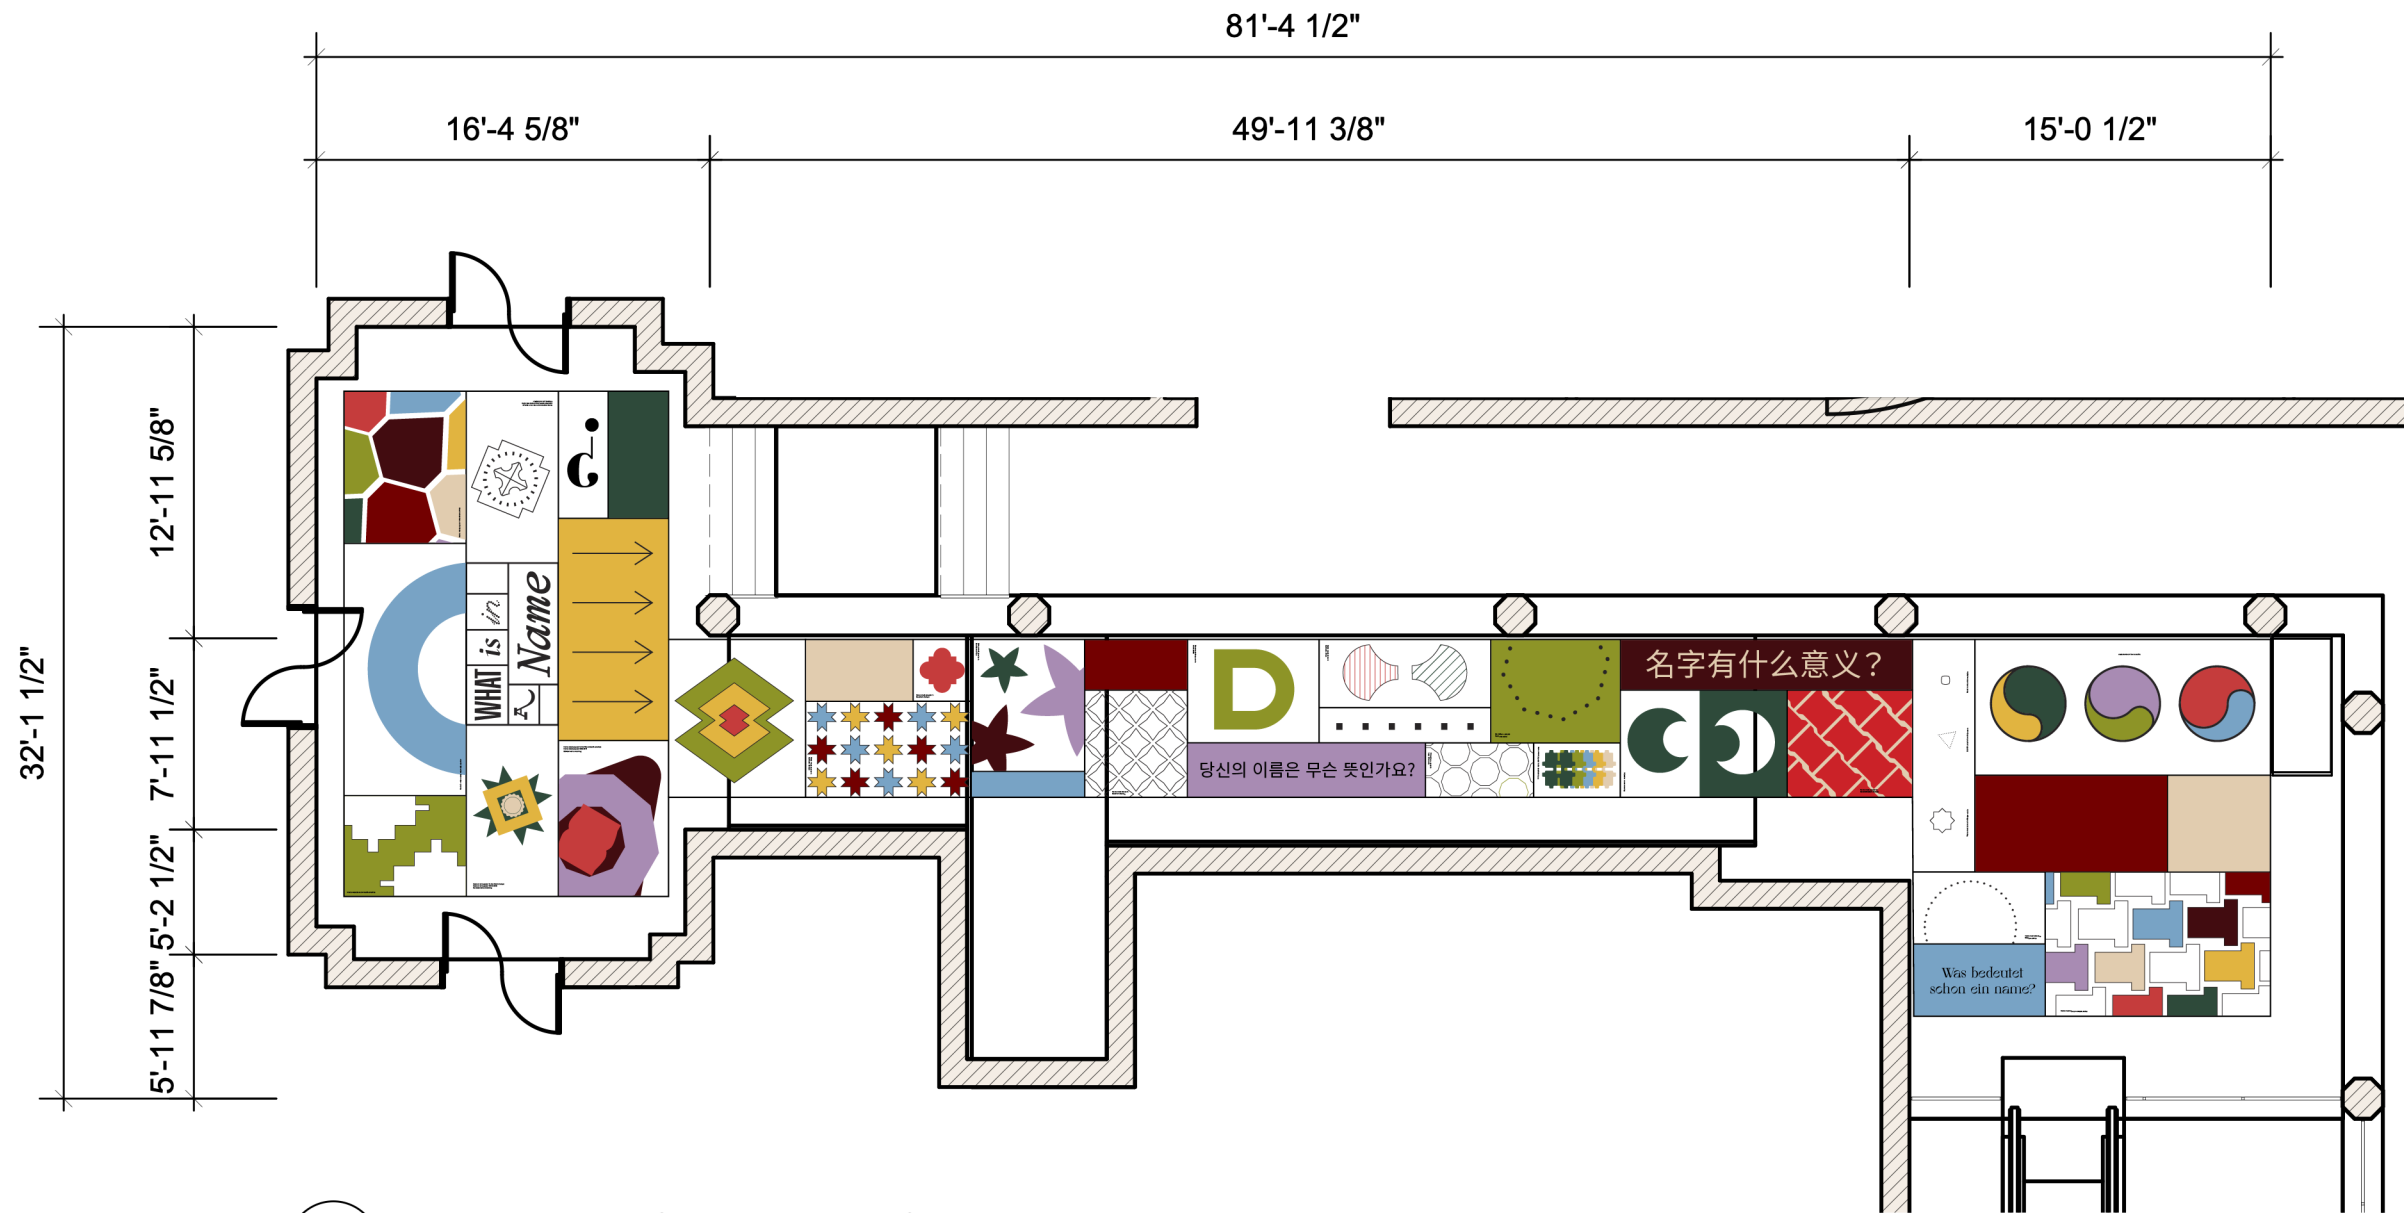 81'-4 1/2"
16'-4 5/8"
49'-11 3/8"
15'-0 1/2"
32'-1 1/2"
12'-11 5/8"
7'-11 1/2"
5'-2 1/2"
5'-11 7/8"
WHAT is in
A Name
D
名字有什么意义？
당신의 이름은 무슨 뜻인가요?
Was bedeutet
schon ein name?